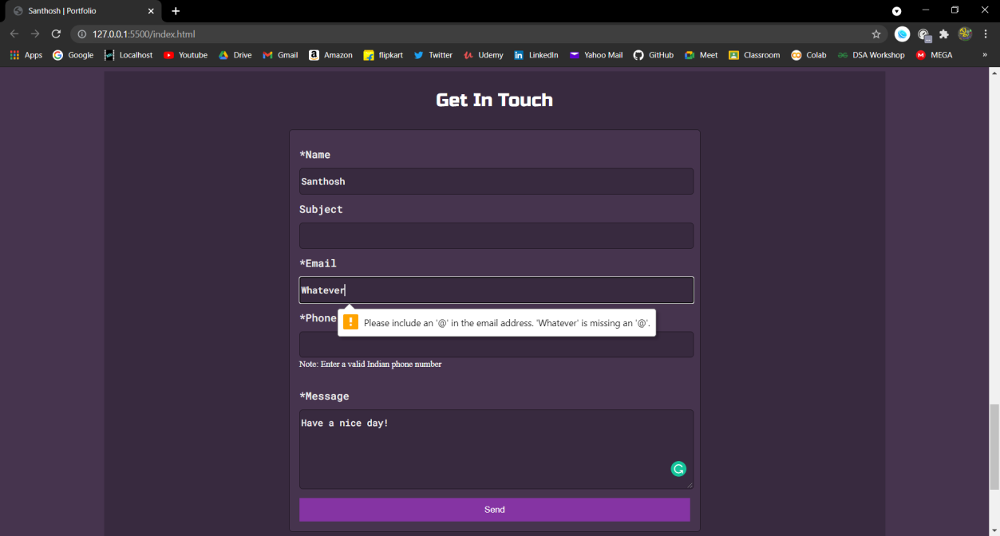 Santhosh | Portfolio
127.0.0.1:5500/index.html
Apps Google Localhost Youtube Drive Gmail Amazon flipkart Twitter Udemy LinkedIn Yahoo Mail GitHub Meet Classroom Colab DSA Workshop MEGA »
Get In Touch
*Name
Santhosh
Subject
*Email
Whatever
*Phone
Please include an '@' in the email address. 'Whatever' is missing an '@'.
Note: Enter a valid Indian phone number
*Message
Have a nice day!
Send